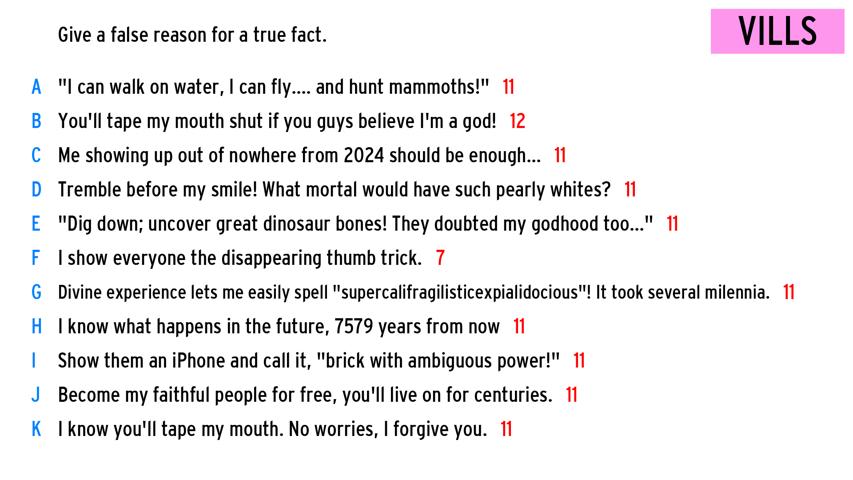 Give a false reason for a true fact.
VILLS
A "I can walk on water, I can fly.... and hunt mammoths!" 11
B You'll tape my mouth shut if you guys believe I'm a god! 12
C Me showing up out of nowhere from 2024 should be enough... 11
D Tremble before my smile! What mortal would have such pearly whites? 11
E "Dig down; uncover great dinosaur bones! They doubted my godhood too..." 11
F I show everyone the disappearing thumb trick. 7
G Divine experience lets me easily spell "supercalifragilisticexpialidocious"! It took several milennia. 11
H I know what happens in the future, 7579 years from now 11
I Show them an iPhone and call it, "brick with ambiguous power!" 11
J Become my faithful people for free, you'll live on for centuries. 11
K I know you'll tape my mouth. No worries, I forgive you. 11